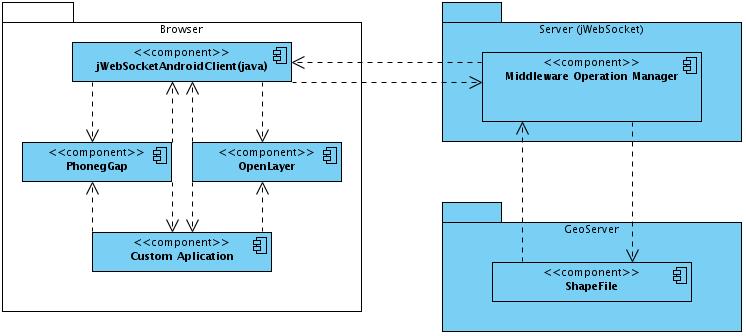 Browser
<<component>>
jWebSocketAndroidClient(java)
<<component>>
PhonegGap
<<component>>
OpenLayer
<<component>>
Custom Aplication
Server (jWebSocket)
<<component>>
Middleware Operation Manager
GeoServer
<<component>>
ShapeFile